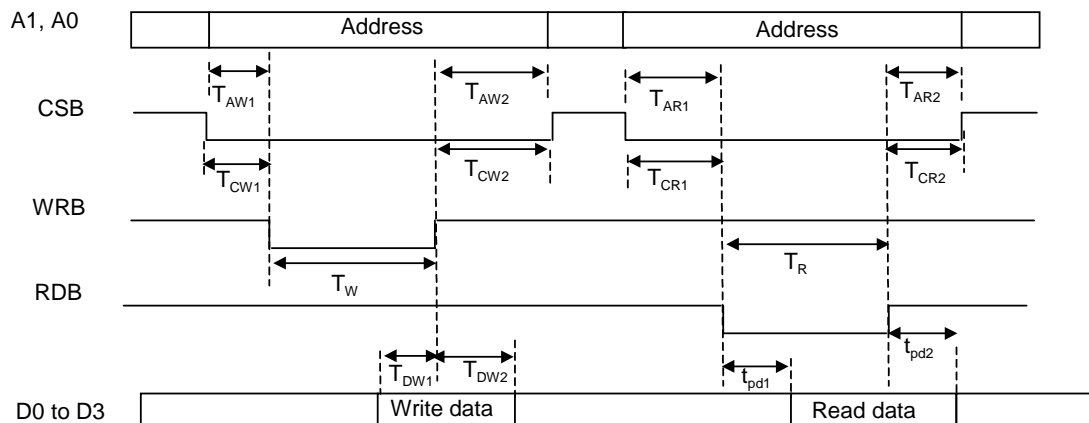 A1, A0 Address Address
TAW1 TAW2 TAR1 TAR2
CSB
TCW1 TCW2 TCR1 TCR2
WRB
TW TR
RDB
TDW1 TDW2 tpd1 tpd2
D0 to D3 Write data Read data